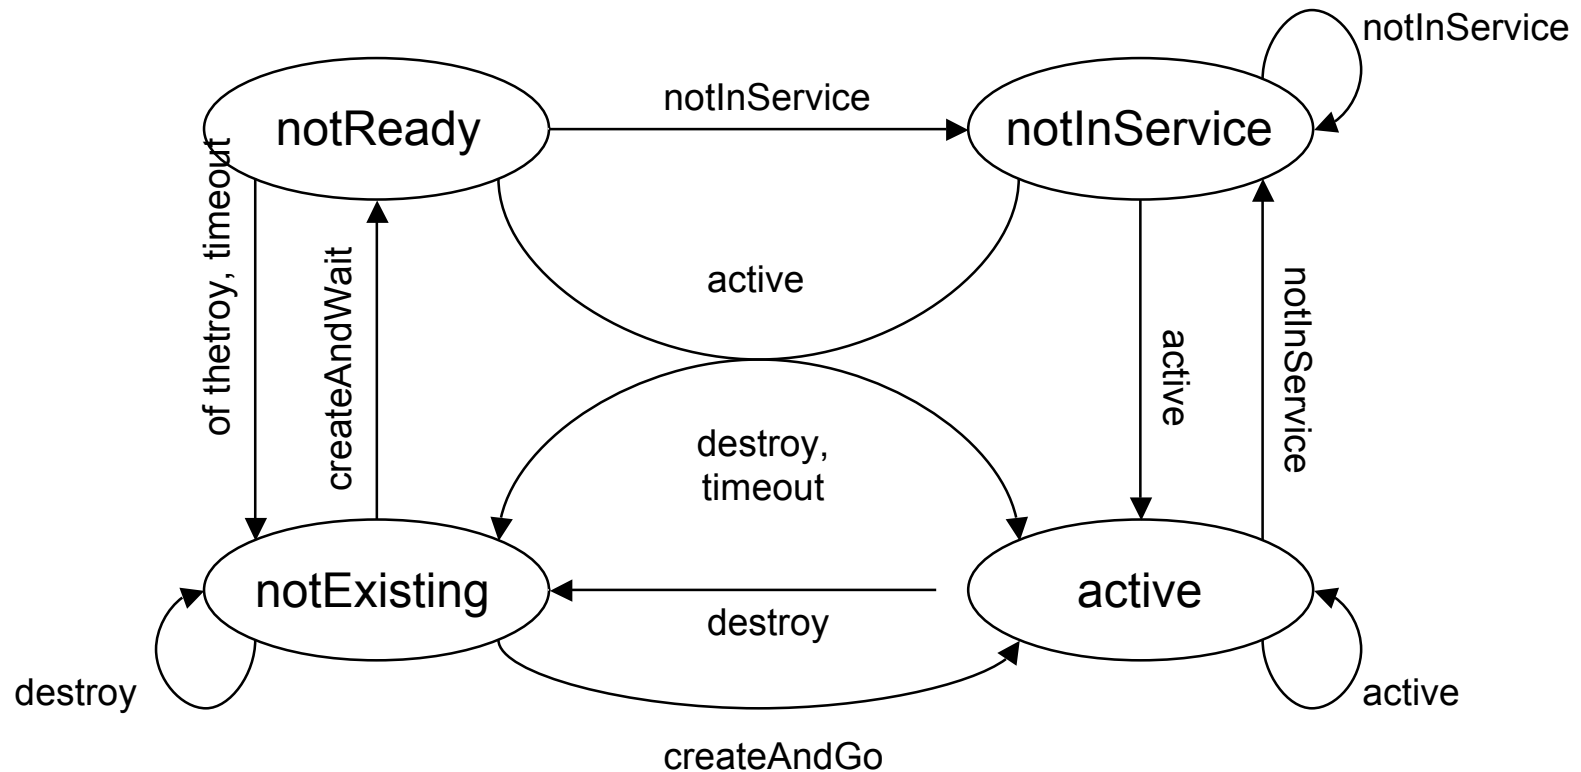 notInService
notReady
notInService
notInService
of thetroy, timeout
createAndWait
active
active
notInService
destroy,
timeout
notExisting
active
destroy
destroy
active
createAndGo